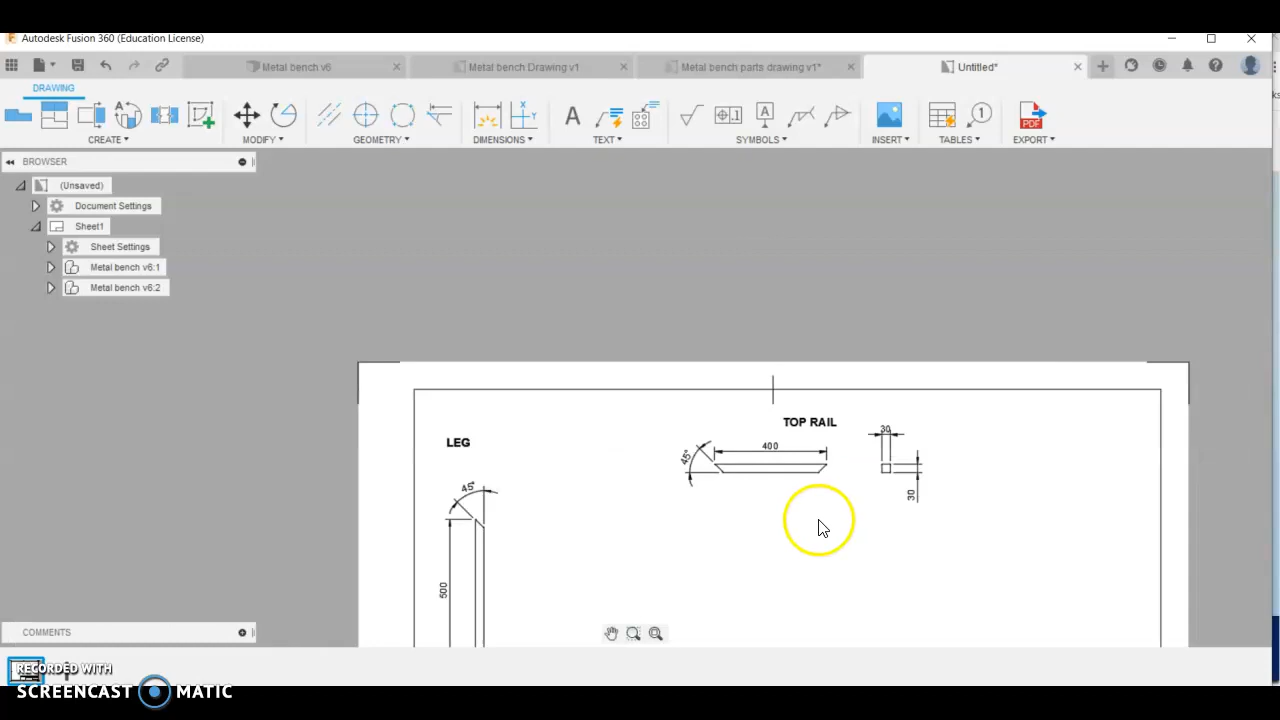 Autodesk Fusion 360 (Education License)
Metal bench v6
Metal bench Drawing v1
Metal bench parts drawing v1*
Untitled*
DRAWING
CREATE
MODIFY
GEOMETRY
DIMENSIONS
TEXT
SYMBOLS
INSERT
TABLES
PDF
EXPORT
BROWSER
(Unsaved)
Document Settings
Sheet1
Sheet Settings
Metal bench v6:1
Metal bench v6:2
LEG
45°
500
TOP RAIL
45°
400
30
30
COMMENTS
RECORDED WITH
SCREENCAST MATIC